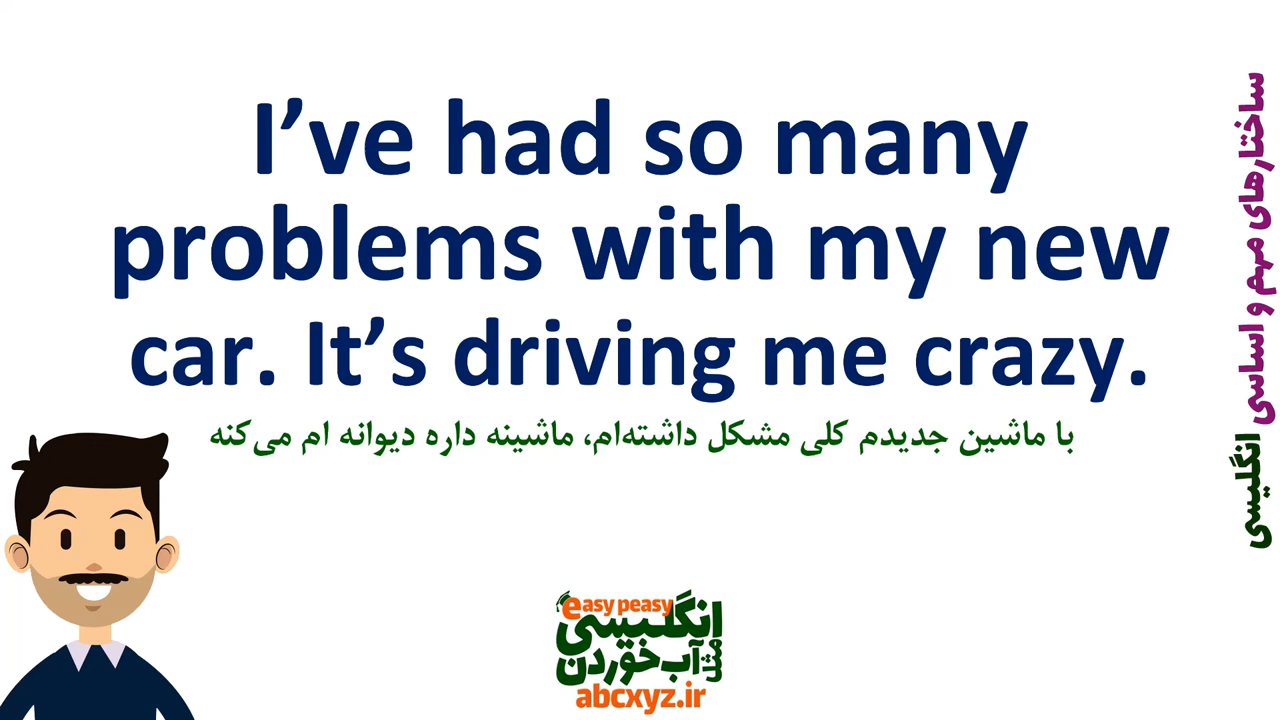 I’ve had so many
problems with my new
car. It’s driving me crazy.
با ماشین جدیدم کلی مشکل داشته‌ام، ماشینه داره دیوانه ام می‌کنه
ساختارهای مهم و اساسی انگلیسی
easy peasy
انگلیسی
مثل آب خوردن
abcxyz.ir